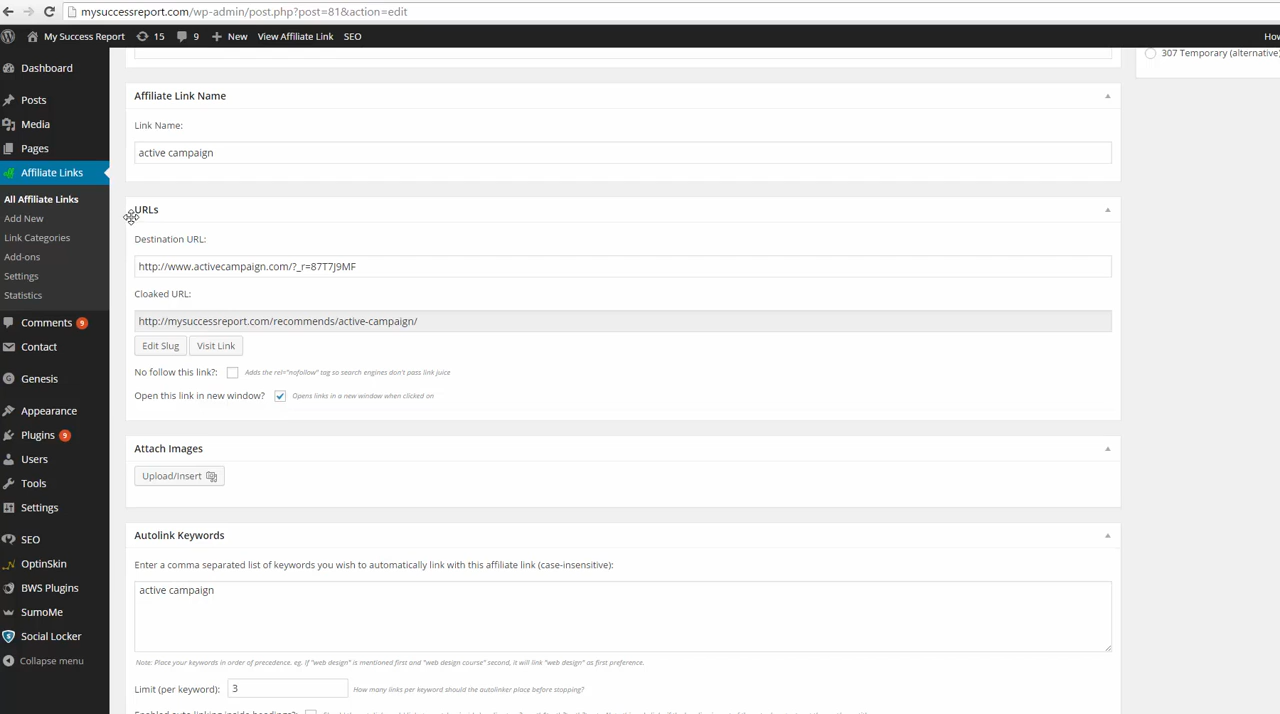 mysuccessreport.com/wp-admin/post.php?post=81&action=edit
My Success Report 15 9 New View Affiliate Link SEO
Dashboard
Posts
Media
Pages
Affiliate Links
All Affiliate Links
Add New
Link Categories
Add-ons
Settings
Statistics
Comments 9
Contact
Genesis
Appearance
Plugins 9
Users
Tools
Settings
SEO
OptinSkin
BWS Plugins
SumoMe
Social Locker
Collapse menu
307 Temporary (alternative)
Affiliate Link Name
Link Name:
active campaign
URLs
Destination URL:
http://www.activecampaign.com/?_r=87T7J9MF
Cloaked URL:
http://mysuccessreport.com/recommends/active-campaign/
Edit Slug Visit Link
No follow this link?: Adds the rel="nofollow" tag so search engines don't pass link juice
Open this link in new window? Opens links in a new window when clicked on
Attach Images
Upload/Insert
Autolink Keywords
Enter a comma separated list of keywords you wish to automatically link with this affiliate link (case-insensitive):
active campaign
Note: Place your keywords in order of precedence. eg. If "web design" is mentioned first and "web design course" second, it will link "web design" as first preference.
Limit (per keyword): 3 How many links per keyword should the autolinker place before stopping?